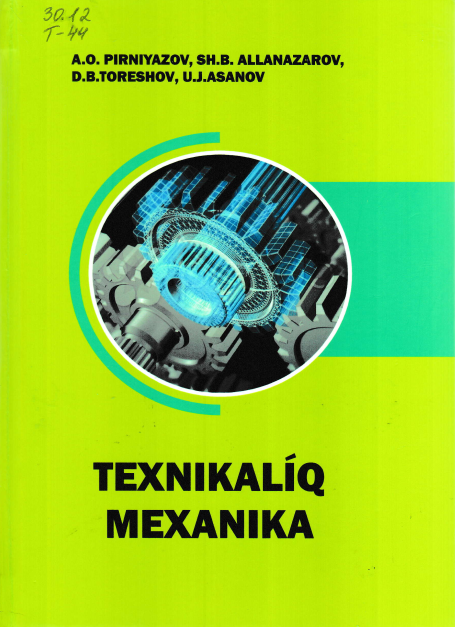 30.12
T-44
A.O. PIRNIYAZOV, SH.B. ALLANAZAROV,
D.B.TORESHOV, U.J.ASANOV
TEXNIKALÍQ
MEXANIKA